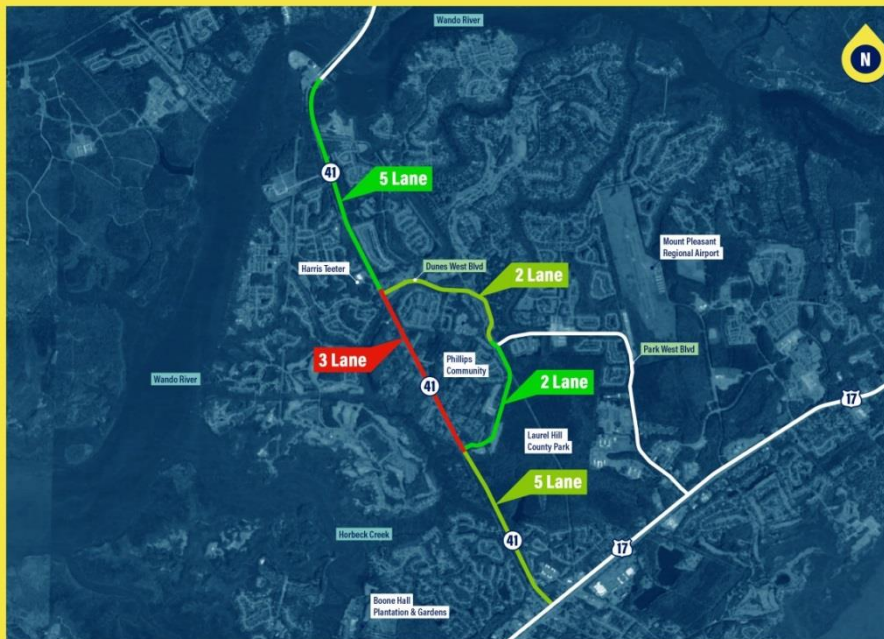 Wando River
N
41
5 Lane
Mount Pleasant
Regional Airport
Harris Teeter
Dunes West Blvd
2 Lane
3 Lane
Phillips
Community
Park West Blvd
Wando River
41
2 Lane
17
Laurel Hill
County Park
5 Lane
Horbeck Creek
41
17
Boone Hall
Plantation & Gardens